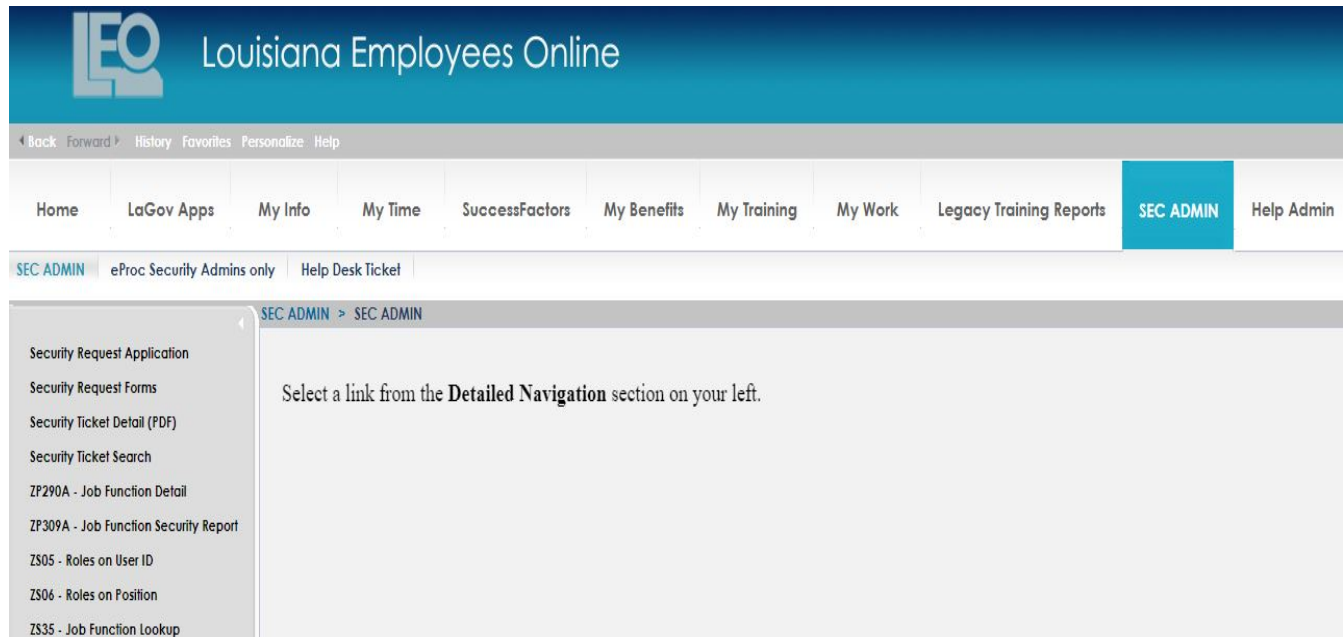 LEO
Louisiana Employees Online
Back Forward History Favorites Personalize Help
Home LaGov Apps My Info My Time SuccessFactors My Benefits My Training My Work Legacy Training Reports SEC ADMIN Help Admin
SEC ADMIN eProc Security Admins only Help Desk Ticket
SEC ADMIN > SEC ADMIN
Security Request Application
Security Request Forms
Security Ticket Detail (PDF)
Security Ticket Search
ZP290A - Job Function Detail
ZP309A - Job Function Security Report
ZS05 - Roles on User ID
ZS06 - Roles on Position
ZS35 - Job Function Lookup
Select a link from the Detailed Navigation section on your left.